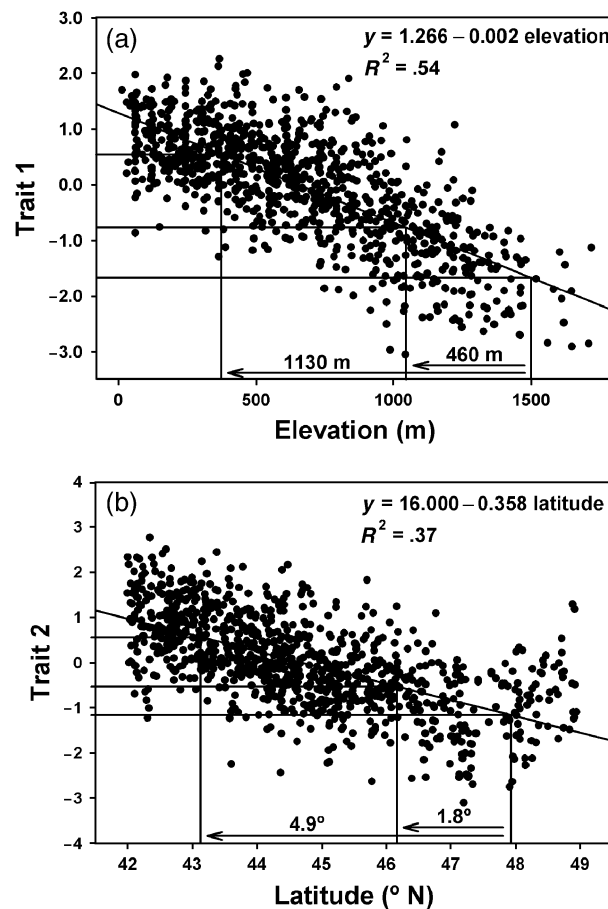 (a)
y = 1.266 – 0.002 elevation
R² = .54
3.0
2.0
1.0
0.0
−1.0
−2.0
−3.0
Trait 1
1130 m
460 m
0
500
1000
1500
Elevation (m)
(b)
y = 16.000 – 0.358 latitude
R² = .37
4
3
2
1
0
−1
−2
−3
−4
Trait 2
4.9º
1.8º
42
43
44
45
46
47
48
49
Latitude (º N)